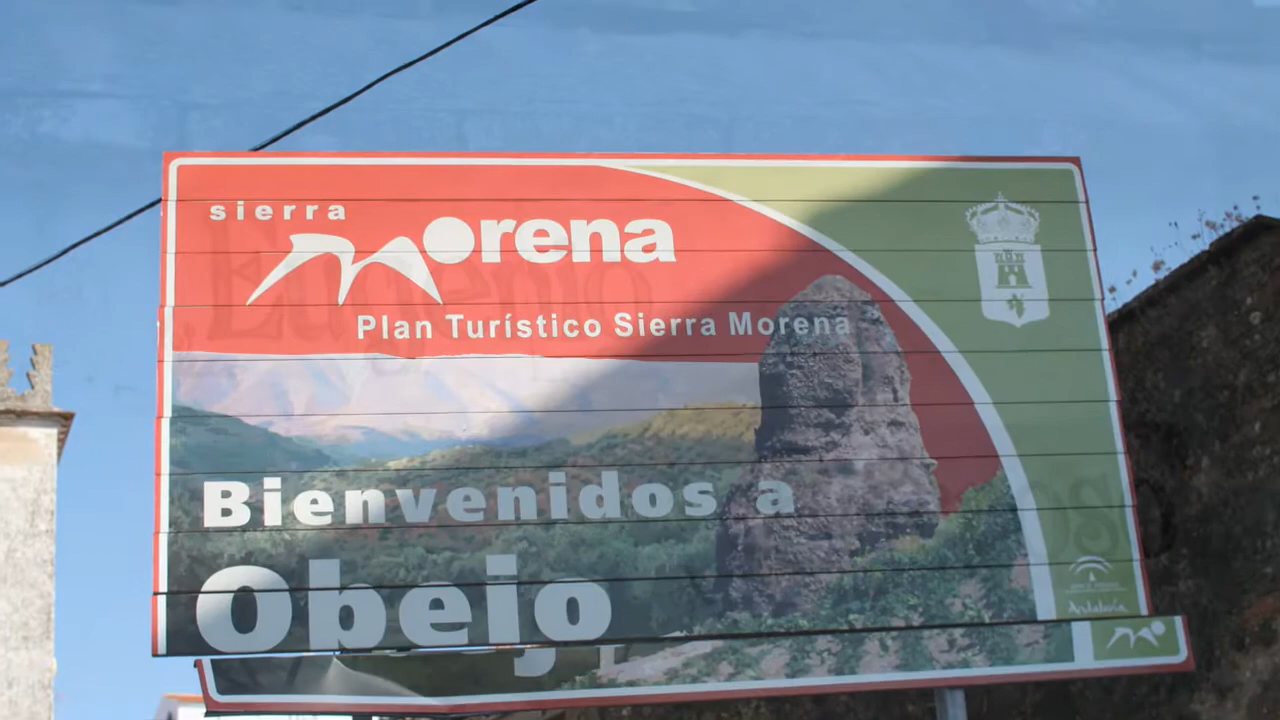 sierra
morena
Plan Turístico Sierra Morena
Bienvenidos a
Obejo
Andalucía